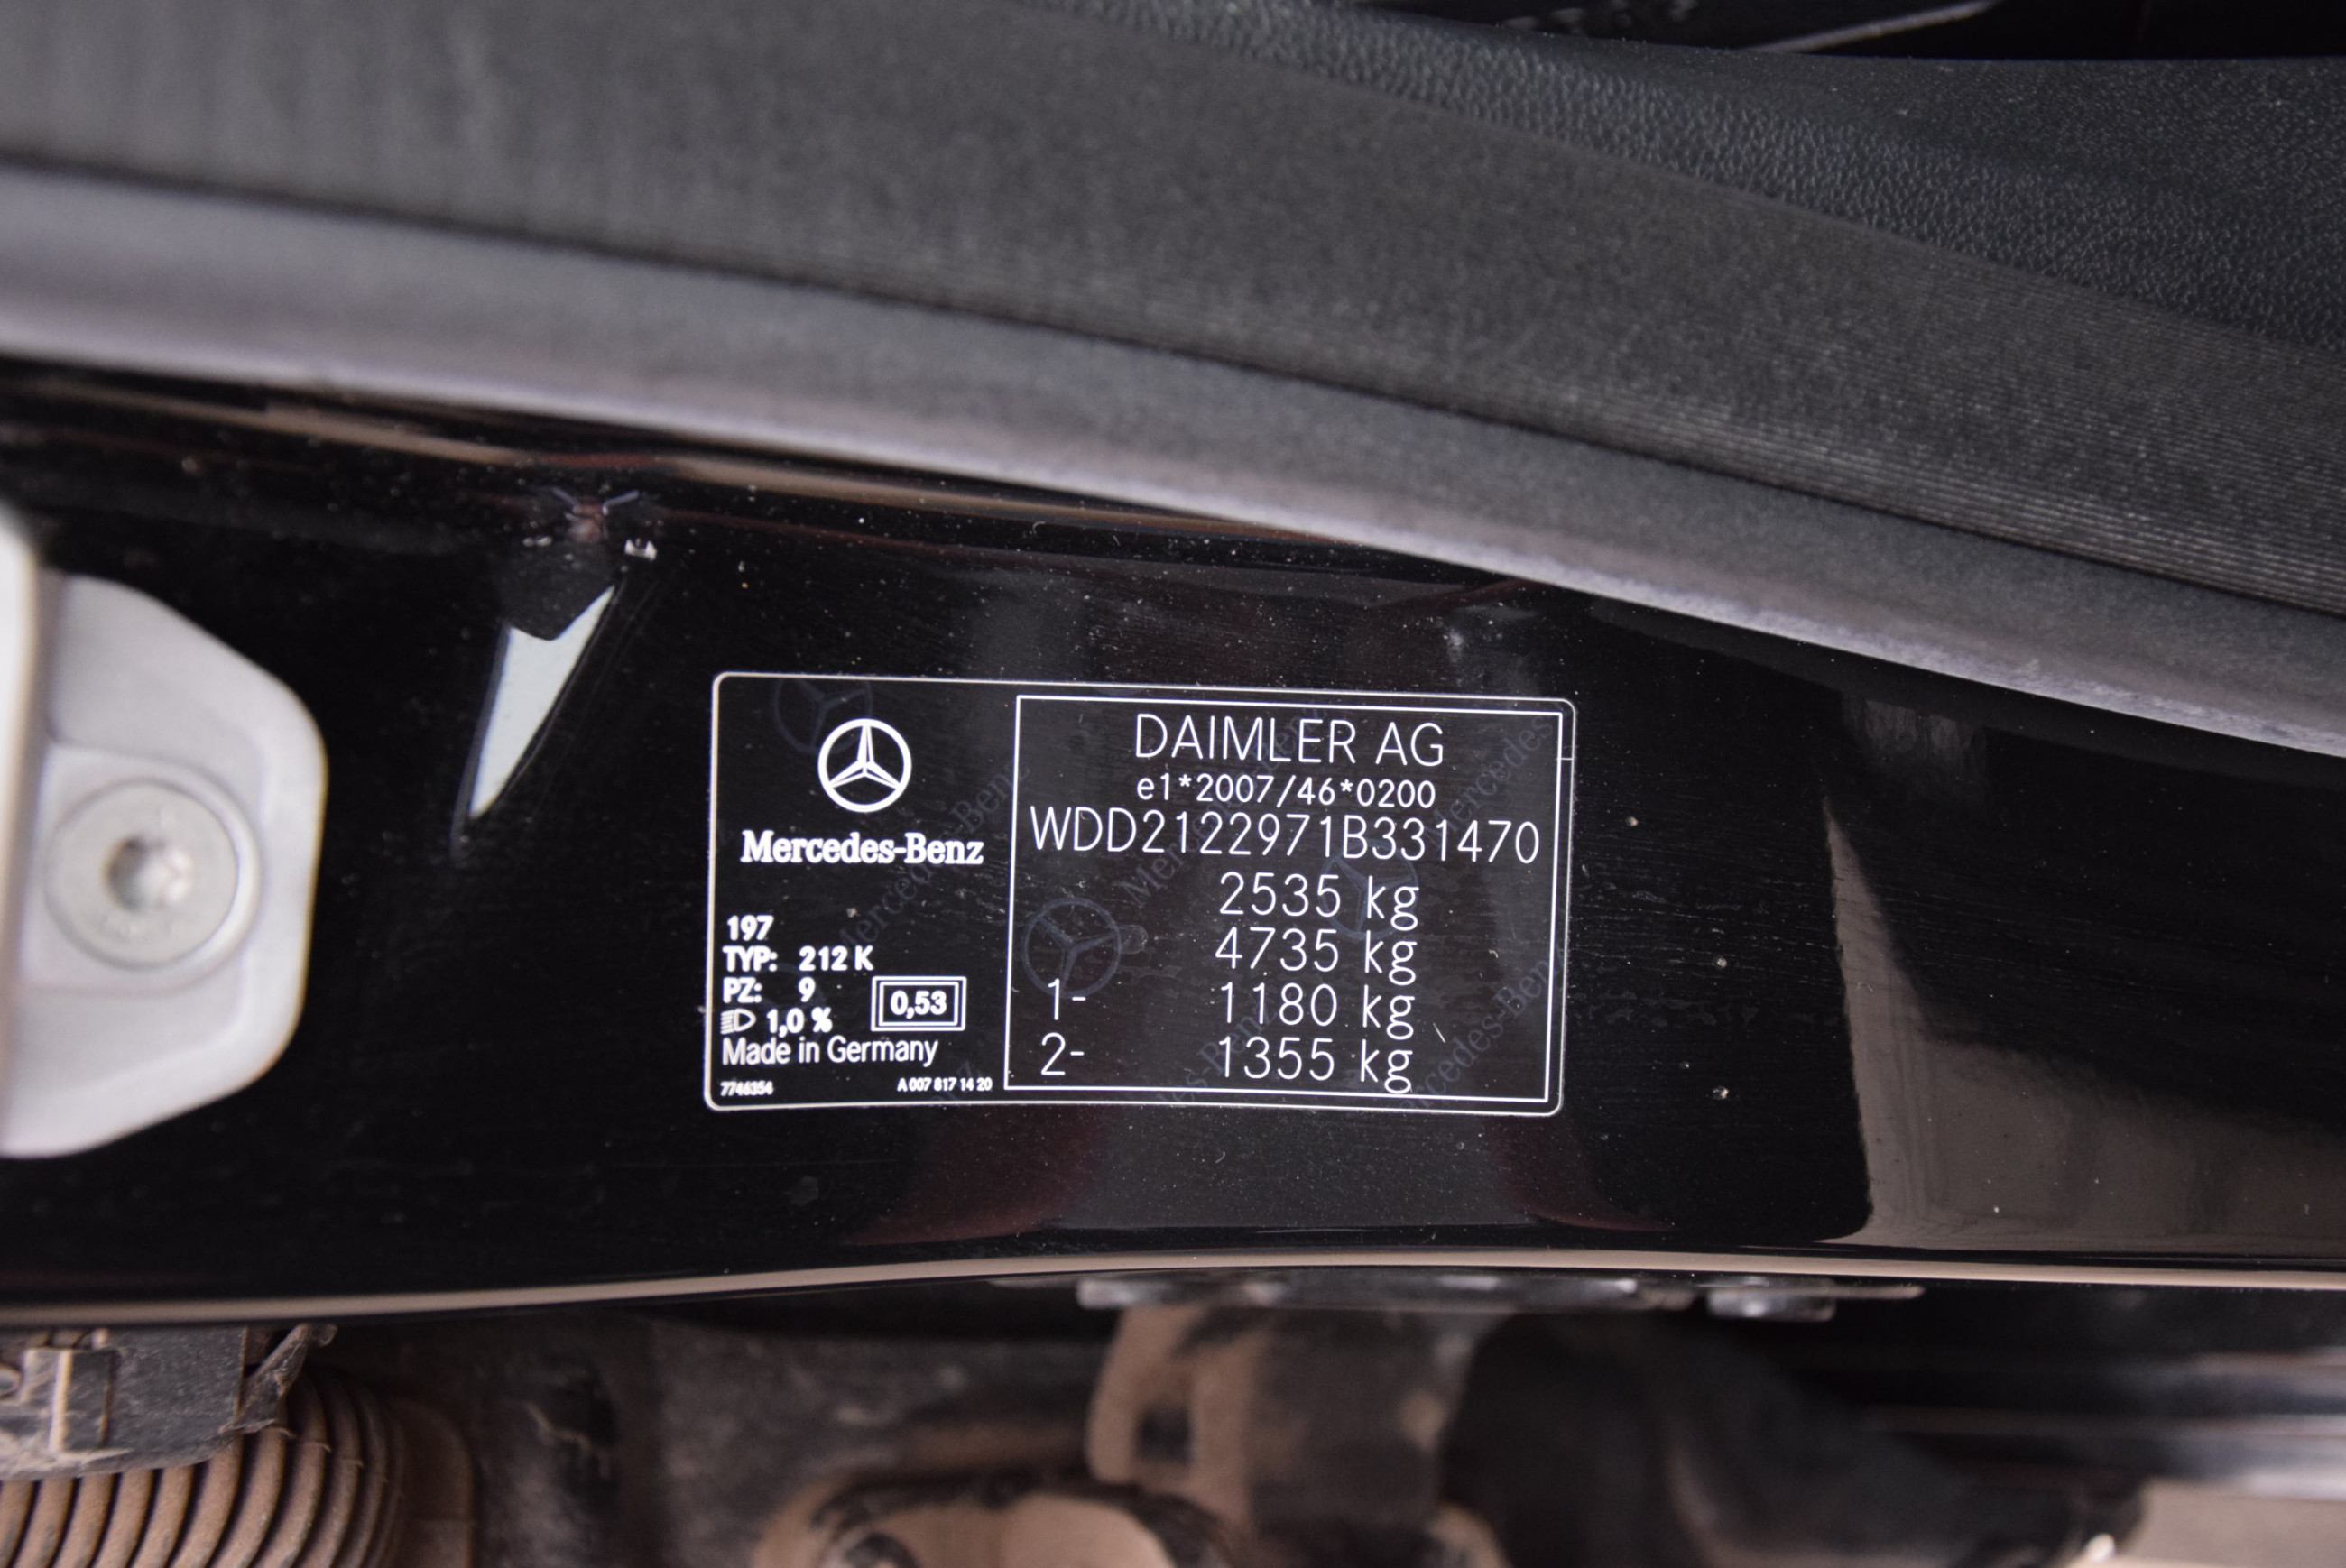 Mercedes-Benz
197
TYP: 212 K
PZ: 9
1,0 %
0,53
Made in Germany
7746354
A 007 817 14 20
DAIMLER AG
e1*2007/46*0200
WDD2122971B331470
2535 kg
4735 kg
1- 1180 kg
2- 1355 kg